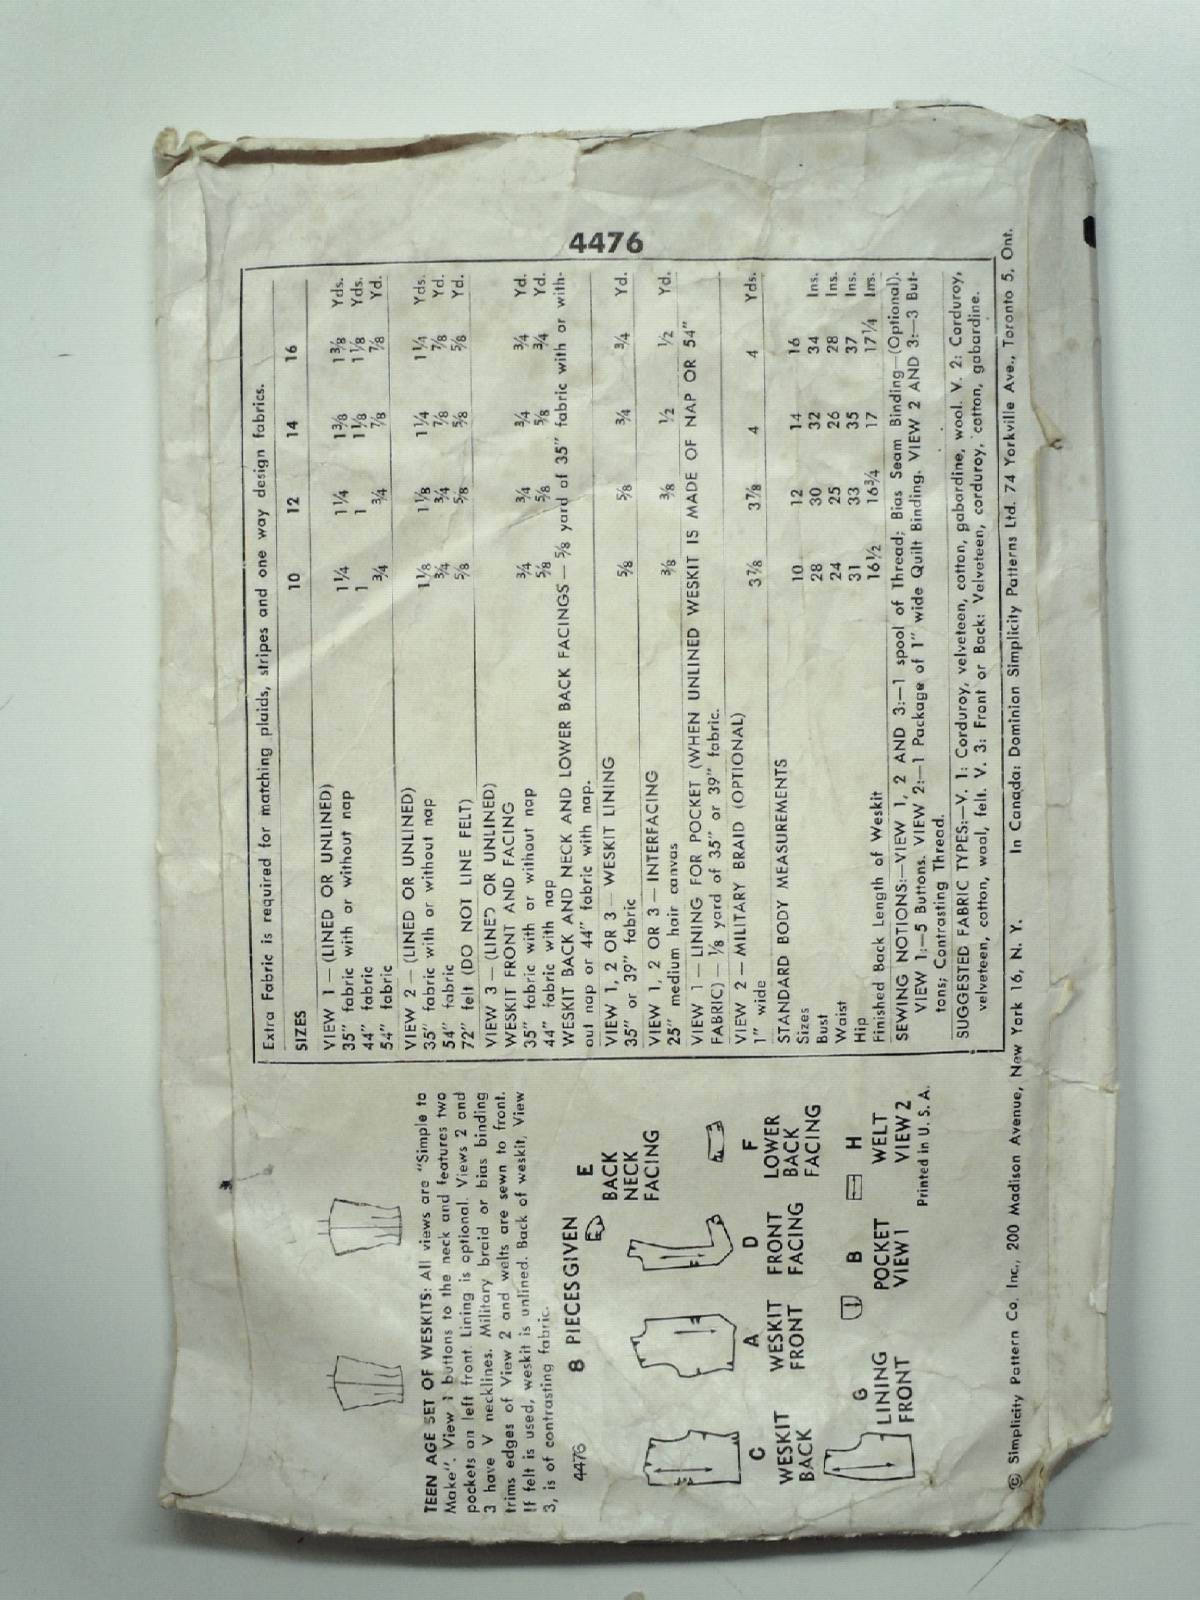 TEEN AGE SET OF WESKITS: All views are "Simple to
Make". View 1 buttons to the neck and features two
pockets on left front. Lining is optional. Views 2 and
3 have V necklines. Military braid or bias binding
trims edges of View 2 and welts are sewn to front.
If felt is used, weskit is unlined. Back of weskit, View
3, is of contrasting fabric.
4476 8 PIECES GIVEN
C
WESKIT
BACK
A
WESKIT
FRONT
D
FRONT
FACING
E
BACK
NECK
FACING
F
LOWER
BACK
FACING
G
LINING
FRONT
B
POCKET
VIEW 1
H
WELT
VIEW 2
Printed in U. S. A.
4476
Extra Fabric is required for matching plaids, stripes and one way design fabrics.
SIZES 10 12 14 16
VIEW 1 — (LINED OR UNLINED)
35" fabric with or without nap 1¼ 1¼ 1⅜ 1⅜ Yds.
44" fabric 1 1 1⅛ 1⅛ Yds.
54" fabric ¾ ¾ ⅞ ⅞ Yd.
VIEW 2 — (LINED OR UNLINED)
35" fabric with or without nap 1⅛ 1⅛ 1¼ 1¼ Yds.
54" fabric ¾ ¾ ⅞ ⅞ Yd.
72" felt (DO NOT LINE FELT) ⅝ ⅝ ⅝ ⅝ Yd.
VIEW 3 — (LINED OR UNLINED)
WESKIT FRONT AND FACING
35" fabric with or without nap ¾ ¾ ¾ ¾ Yd.
44" fabric with nap ⅝ ⅝ ⅝ ¾ Yd.
WESKIT BACK AND NECK AND LOWER BACK FACINGS — ⅝ yard of 35" fabric with or with-
out nap or 44" fabric with nap.
VIEW 1, 2 OR 3 — WESKIT LINING
35" or 39" fabric ⅝ ⅝ ¾ ¾ Yd.
VIEW 1, 2 OR 3 — INTERFACING
25" medium hair canvas ⅜ ⅜ ½ ½ Yd.
VIEW 1 — LINING FOR POCKET (WHEN UNLINED WESKIT IS MADE OF NAP OR 54"
FABRIC) — ⅛ yard of 35" or 39" fabric.
VIEW 2 — MILITARY BRAID (OPTIONAL)
1" wide 3⅞ 3⅞ 4 4 Yds.
STANDARD BODY MEASUREMENTS
Sizes 10 12 14 16
Bust 28 30 32 34 Ins.
Waist 24 25 26 28 Ins.
Hip 31 33 35 37 Ins.
Finished Back Length of Weskit 16½ 16¾ 17 17¼ Ins.
SEWING NOTIONS:—VIEW 1, 2 AND 3:—1 spool of Thread; Bias Seam Binding—(Optional).
VIEW 1:—5 Buttons. VIEW 2:—1 Package of 1" wide Quilt Binding. VIEW 2 AND 3:—3 But-
tons; Contrasting Thread.
SUGGESTED FABRIC TYPES:—V. 1: Corduroy, velveteen, cotton, gabardine, wool. V. 2: Corduroy,
velveteen, cotton, wool, felt. V. 3: Front or Back: Velveteen, corduroy, cotton, gabardine.
© Simplicity Pattern Co. Inc., 200 Madison Avenue, New York 16, N. Y. In Canada: Dominion Simplicity Patterns Ltd. 74 Yorkville Ave., Toronto 5, Ont.